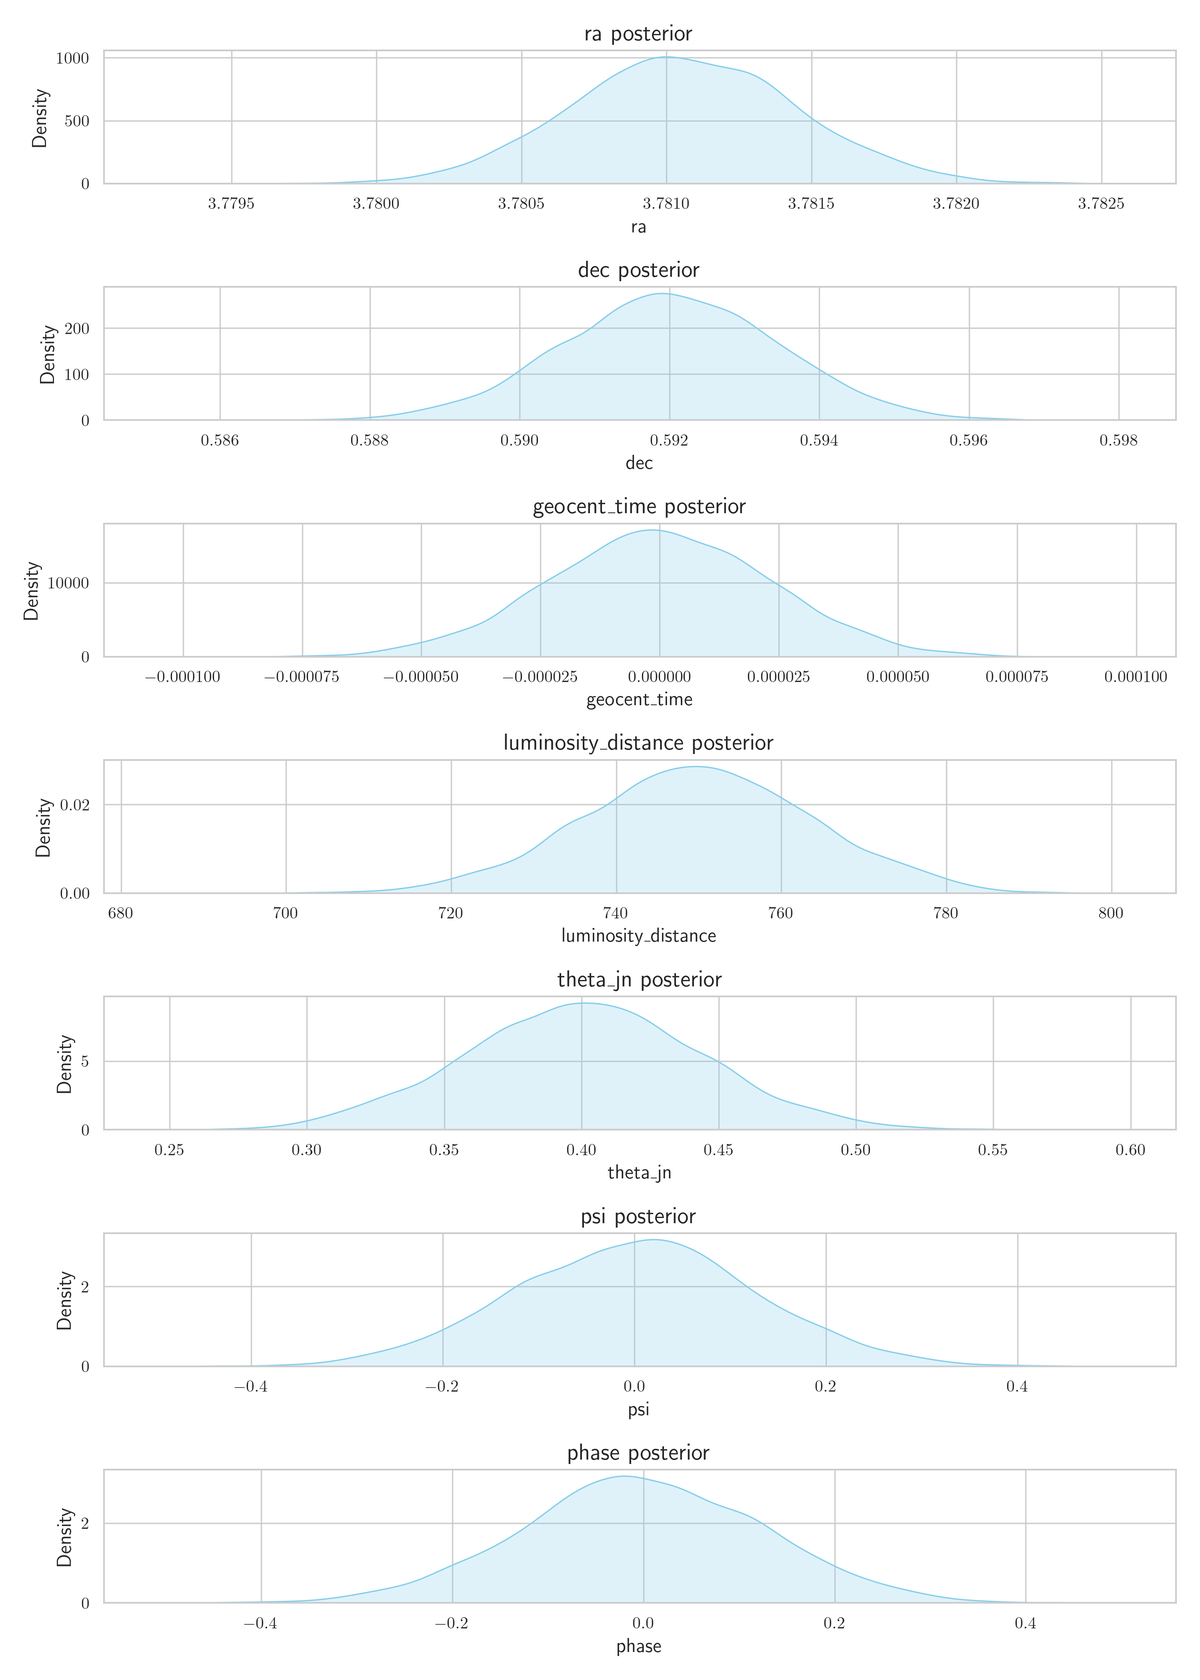 ra posterior
Density
1000
500
0
3.7795 3.7800 3.7805 3.7810 3.7815 3.7820 3.7825
ra
dec posterior
Density
200
100
0
0.586 0.588 0.590 0.592 0.594 0.596 0.598
dec
geocent_time posterior
Density
10000
0
−0.000100 −0.000075 −0.000050 −0.000025 0.000000 0.000025 0.000050 0.000075 0.000100
geocent_time
luminosity_distance posterior
Density
0.02
0.00
680 700 720 740 760 780 800
luminosity_distance
theta_jn posterior
Density
5
0
0.25 0.30 0.35 0.40 0.45 0.50 0.55 0.60
theta_jn
psi posterior
Density
2
0
−0.4 −0.2 0.0 0.2 0.4
psi
phase posterior
Density
2
0
−0.4 −0.2 0.0 0.2 0.4
phase